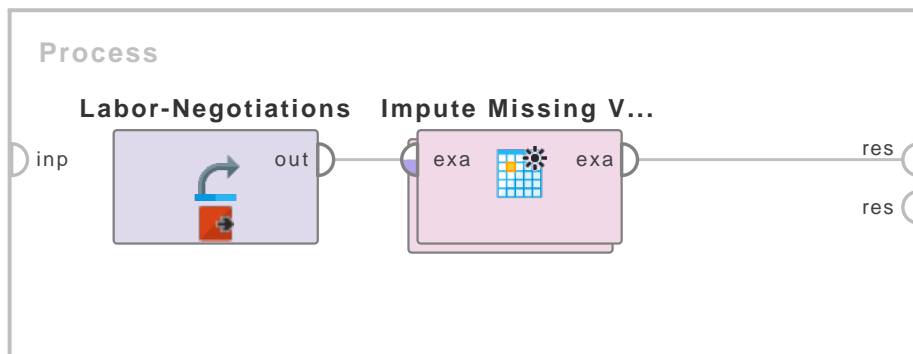 Process
Labor-Negotiations
Impute Missing V...
inp
out
exa
exa
res
res